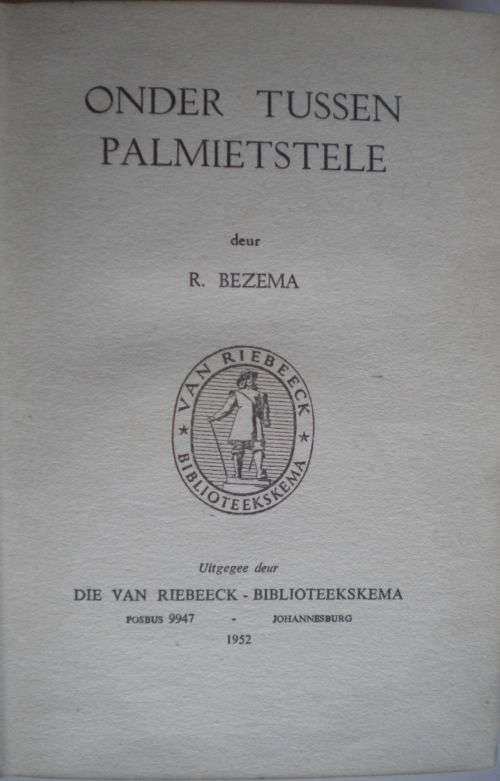 ONDER TUSSEN
PALMIETSTELE
deur
R. BEZEMA
VAN RIEBEECK
BIBLIOTEEKSKEMA
Uitgegee deur
DIE VAN RIEBEECK - BIBLIOTEEKSKEMA
POSBUS 9947 - JOHANNESBURG
1952